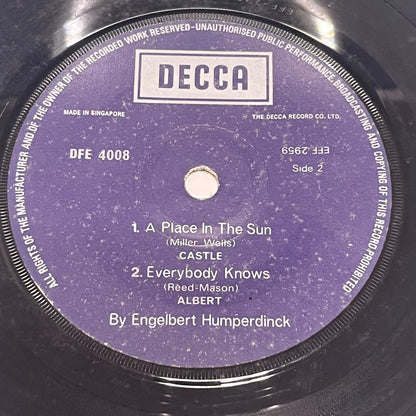 ALL RIGHTS OF THE MANUFACTURER AND OF THE OWNER OF THE RECORDED WORK RESERVED-UNAUTHORISED PUBLIC PERFORMANCE BROADCASTING AND COPYING OF THIS RECORD PROHIBITED
DECCA
MADE IN SINGAPORE
THE DECCA RECORD CO. LTD.
DFE 4008
EFF 2959
Side 2
1. A Place In The Sun
(Miller Wells)
CASTLE
2. Everybody Knows
(Reed-Mason)
ALBERT
By Engelbert Humperdinck